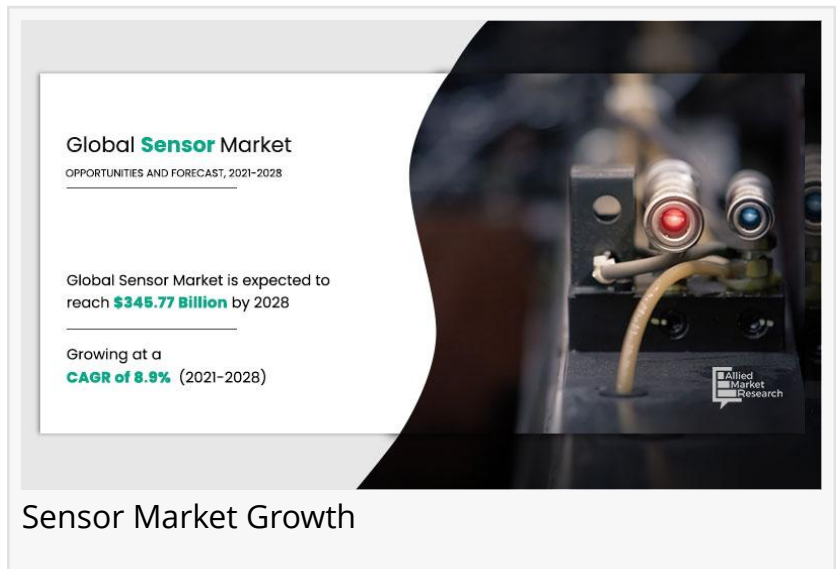 Global Sensor Market
OPPORTUNITIES AND FORECAST, 2021-2028
Global Sensor Market is expected to
reach $345.77 Billion by 2028
Growing at a
CAGR of 8.9% (2021-2028)
Allied
Market
Research
Sensor Market Growth